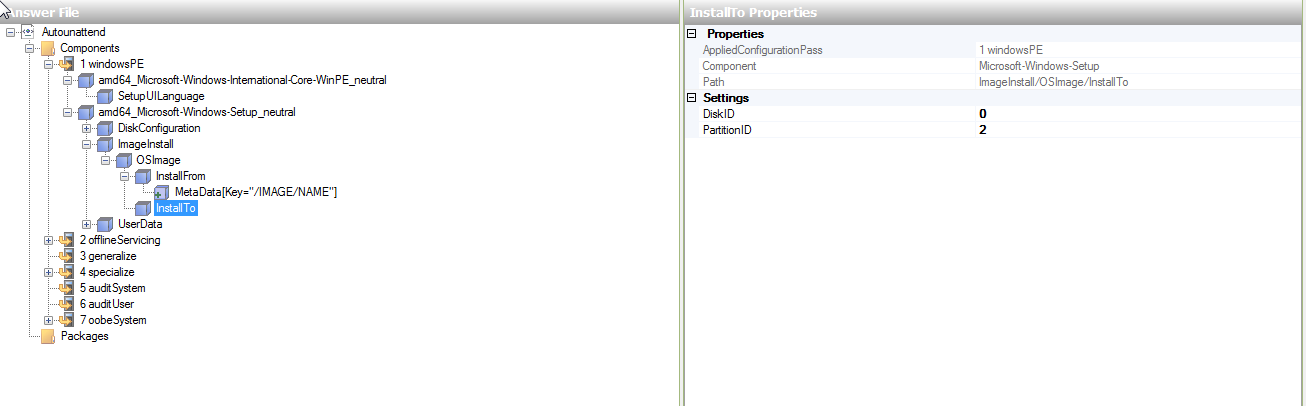 Answer File
Autounattend
Components
1 windowsPE
amd64_Microsoft-Windows-International-Core-WinPE_neutral
SetupUILanguage
amd64_Microsoft-Windows-Setup_neutral
DiskConfiguration
ImageInstall
OSImage
InstallFrom
MetaData[Key="/IMAGE/NAME"]
InstallTo
UserData
2 offlineServicing
3 generalize
4 specialize
5 auditSystem
6 auditUser
7 oobeSystem
Packages
InstallTo Properties
Properties
AppliedConfigurationPass 1 windowsPE
Component Microsoft-Windows-Setup
Path ImageInstall/OSImage/InstallTo
Settings
DiskID 0
PartitionID 2